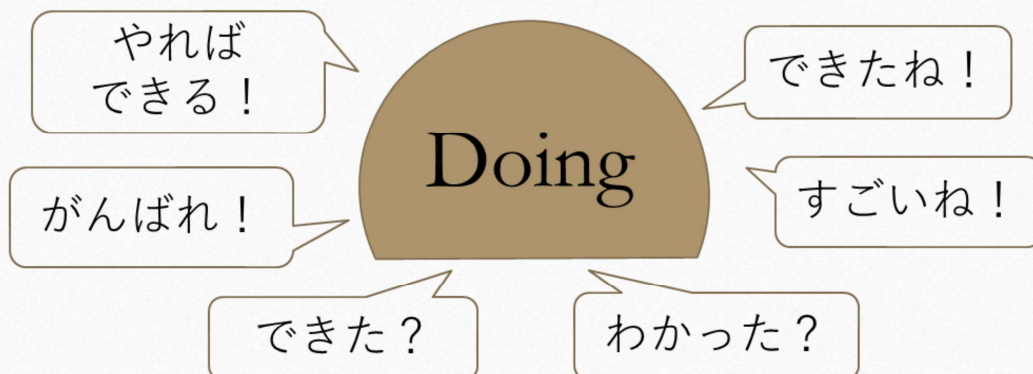 やれば
できる！
できたね！
Doing
がんばれ！
すごいね！
できた？
わかった？